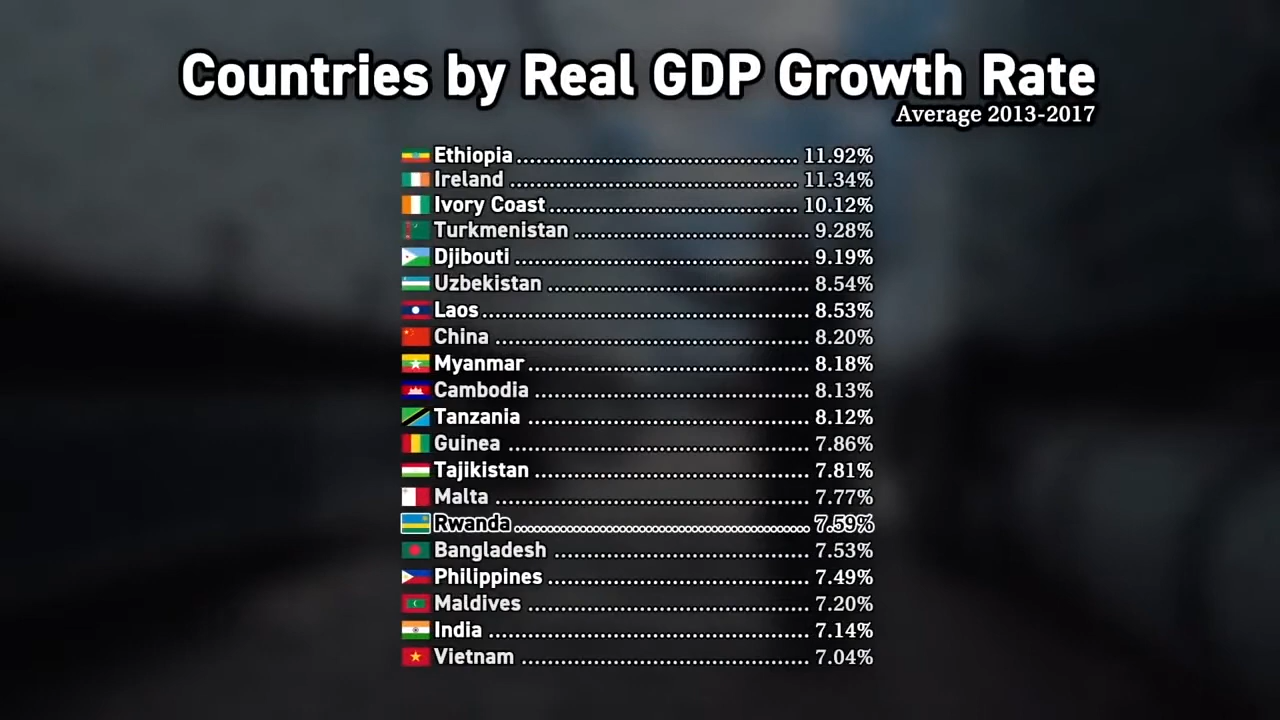 Countries by Real GDP Growth Rate
Average 2013-2017
Ethiopia........................................... 11.92%
Ireland ............................................ 11.34%
Ivory Coast...................................... 10.12%
Turkmenistan .................................... 9.28%
Djibouti............................................. 9.19%
Uzbekistan ........................................ 8.54%
Laos.................................................. 8.53%
China ................................................ 8.20%
Myanmar........................................... 8.18%
Cambodia .......................................... 8.13%
Tanzania ........................................... 8.12%
Guinea .............................................. 7.86%
Tajikistan .......................................... 7.81%
Malta ................................................ 7.77%
Rwanda............................................. 7.59%
Bangladesh ....................................... 7.53%
Philippines ........................................ 7.49%
Maldives ........................................... 7.20%
India ................................................. 7.14%
Vietnam ............................................ 7.04%